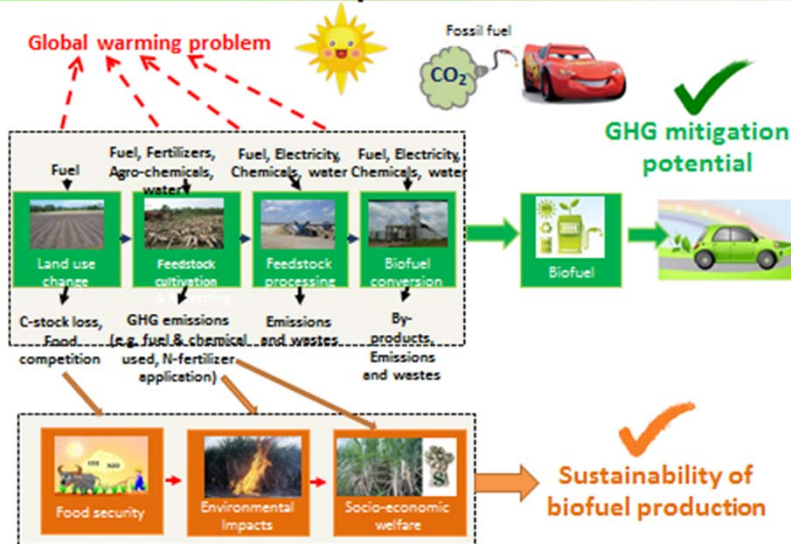 Global warming problem
Fossil fuel
CO₂
GHG mitigation
potential
Fuel
Fuel, Fertilizers,
Agro-chemicals,
water
Fuel, Electricity,
Chemicals, water
Fuel, Electricity,
Chemicals, water
Land use
change
Feedstock
cultivation
Feedstock
processing
Biofuel
conversion
Biofuel
C-stock loss,
Food
competition
GHG emissions
(e.g. fuel & chemical
used, N-fertilizer
application)
Emissions
and wastes
By-
products,
Emissions
and wastes
Food security
Environmental
Impacts
$
Socio-economic
welfare
Sustainability of
biofuel production